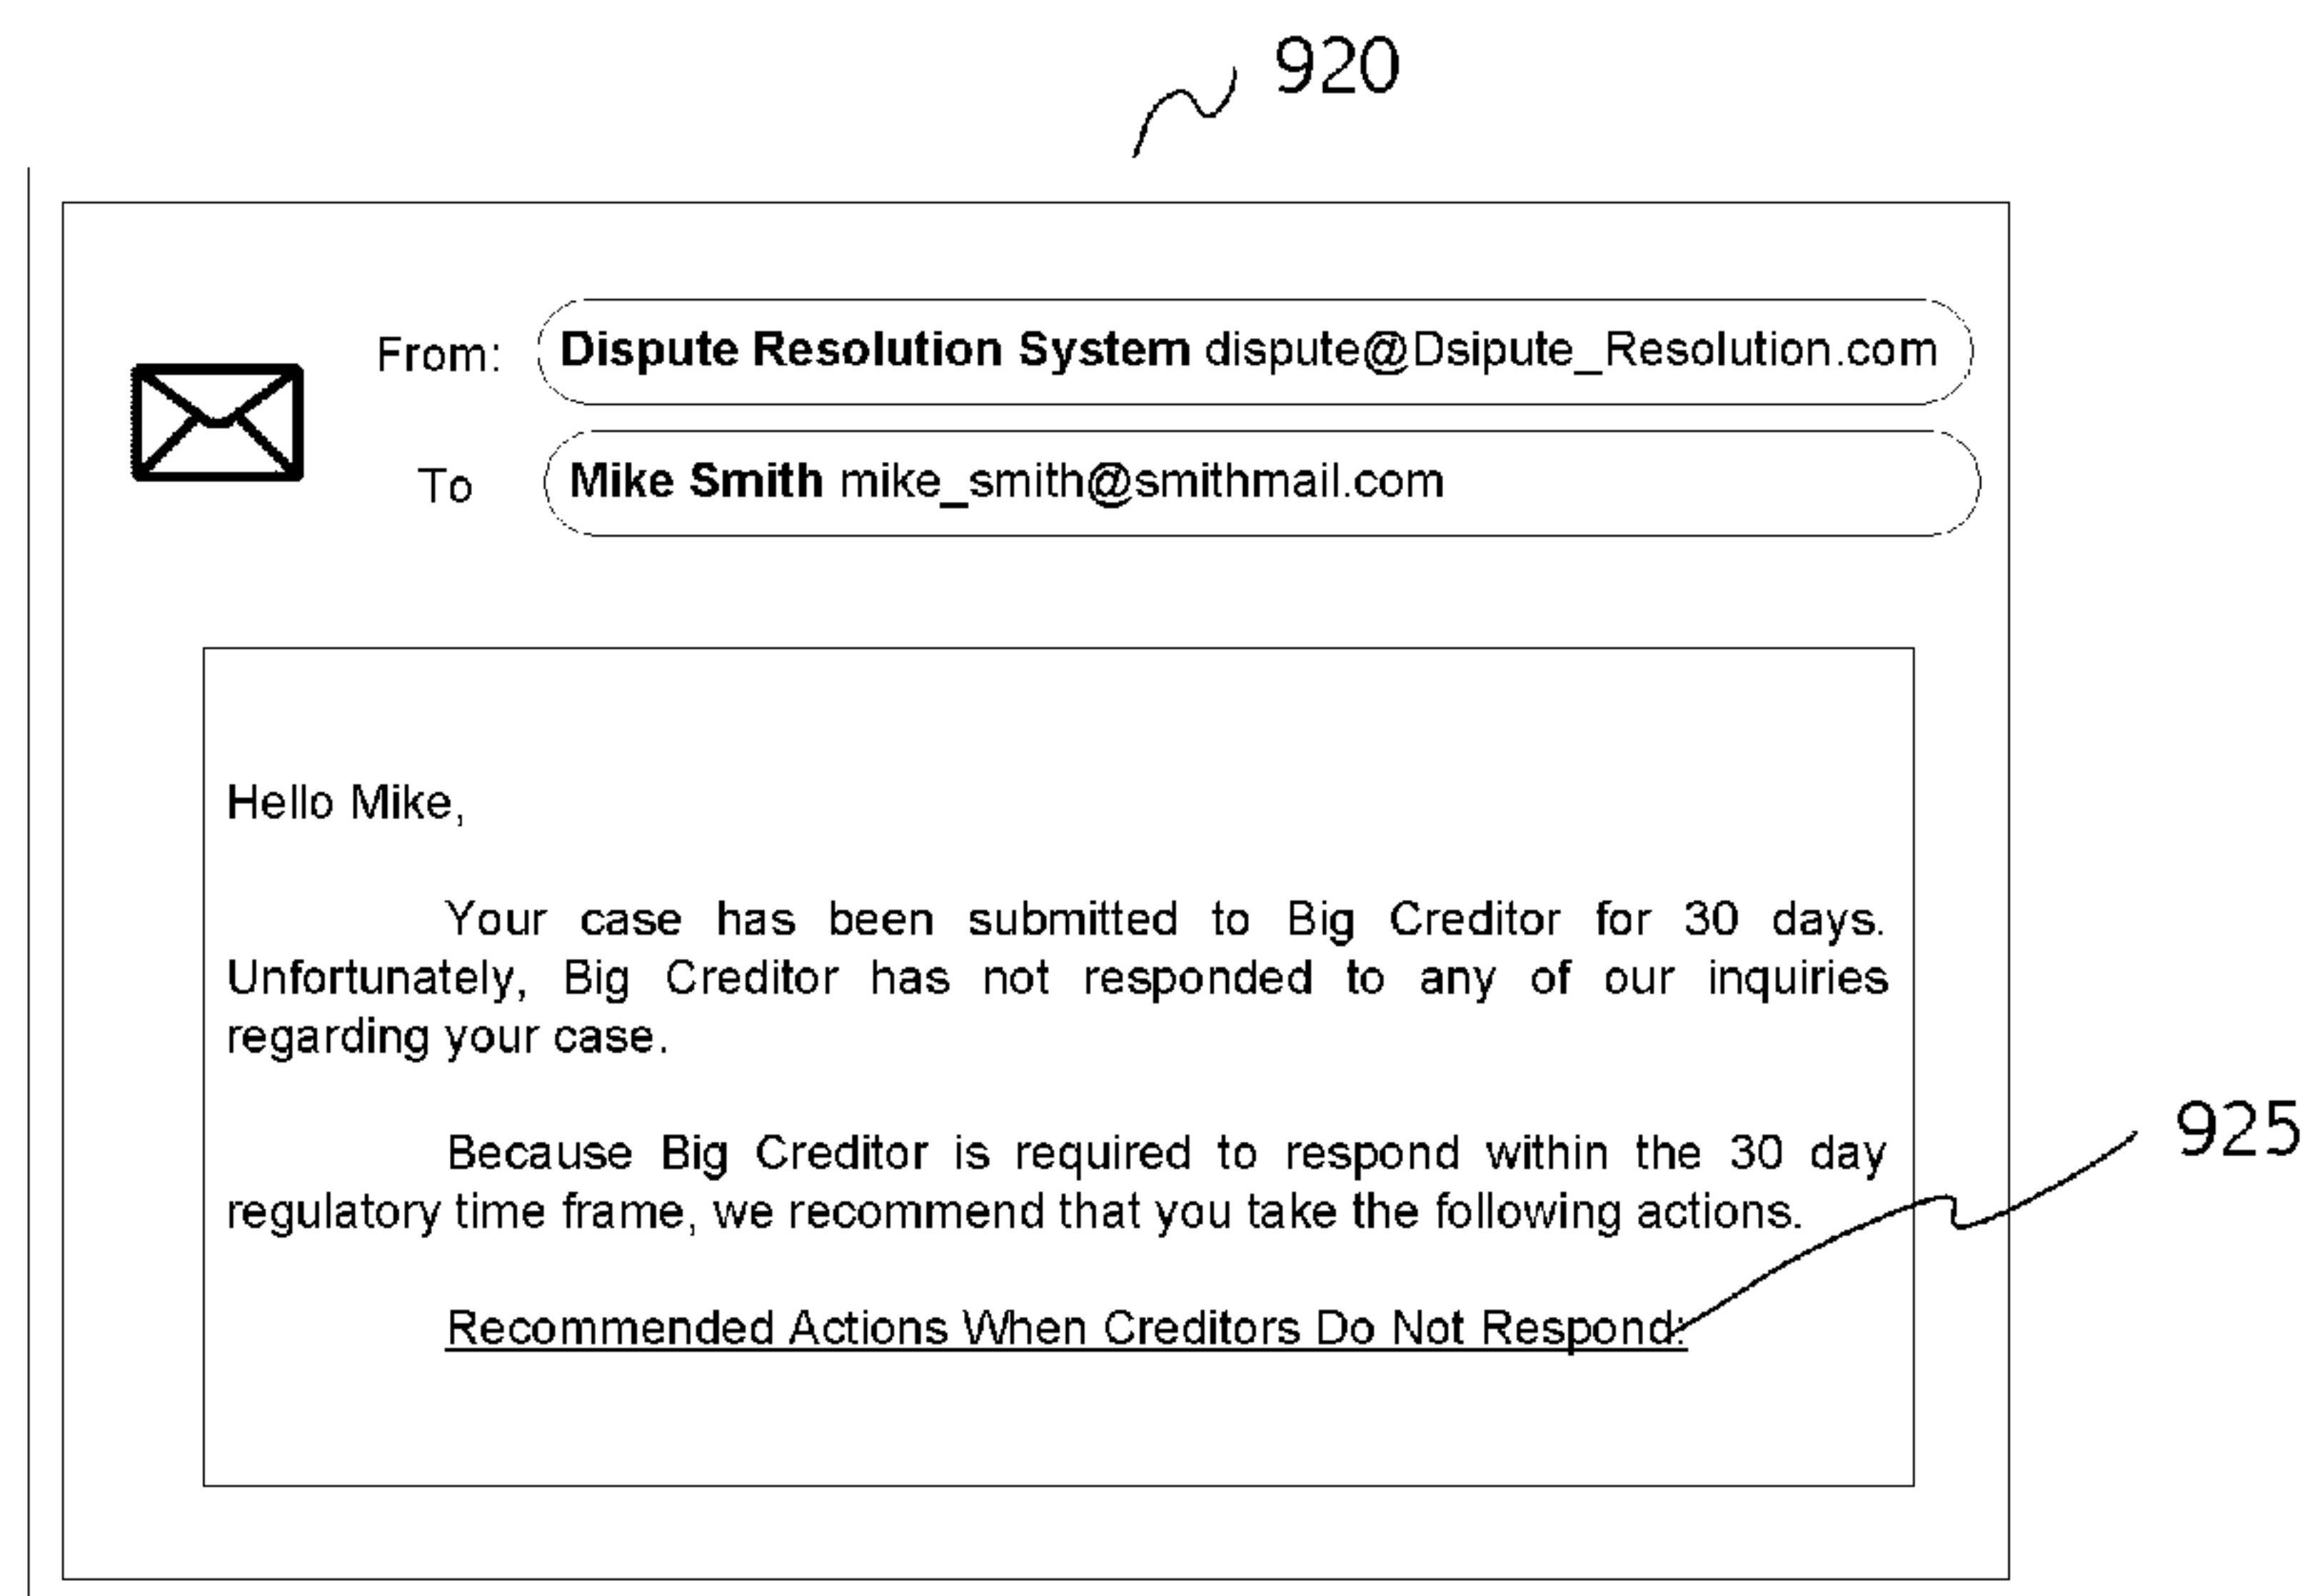 920
From: Dispute Resolution System dispute@Dsipute_Resolution.com
To Mike Smith mike_smith@smithmail.com
Hello Mike,
Your case has been submitted to Big Creditor for 30 days.
Unfortunately, Big Creditor has not responded to any of our inquiries
regarding your case.
Because Big Creditor is required to respond within the 30 day
regulatory time frame, we recommend that you take the following actions.
925
Recommended Actions When Creditors Do Not Respond: